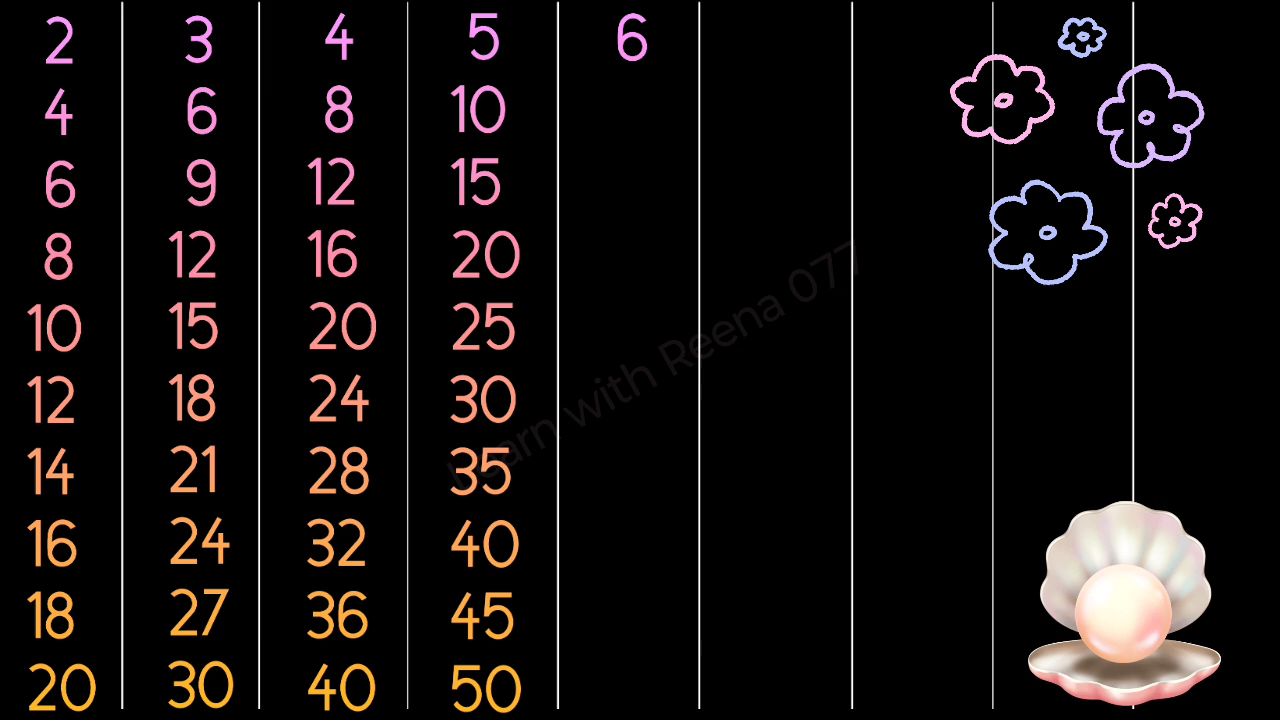 2 3 4 5 6
4 6 8 10
6 9 12 15
8 12 16 20
10 15 20 25
12 18 24 30
14 21 28 35
16 24 32 40
18 27 36 45
20 30 40 50
Learn with Reena 077